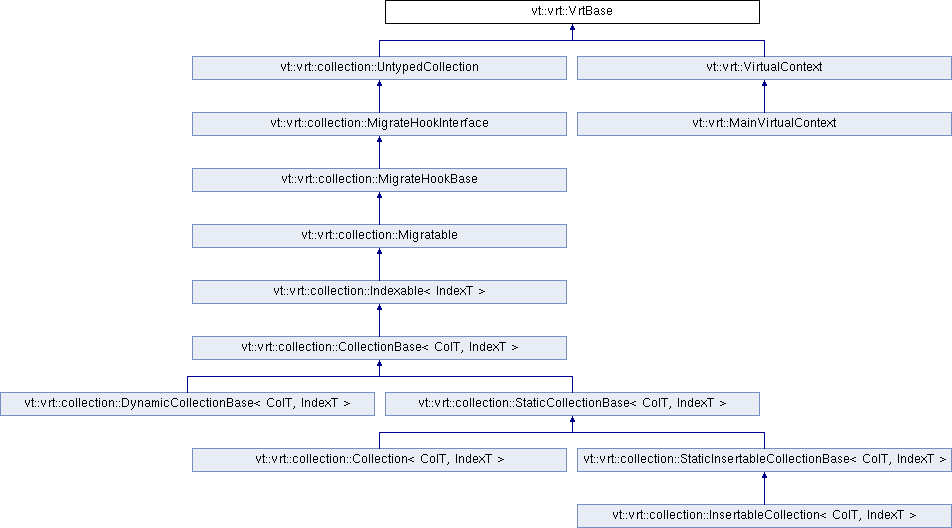 vt::vrt::VrtBase
vt::vrt::collection::UntypedCollection
vt::vrt::VirtualContext
vt::vrt::collection::MigrateHookInterface
vt::vrt::MainVirtualContext
vt::vrt::collection::MigrateHookBase
vt::vrt::collection::Migratable
vt::vrt::collection::Indexable< IndexT >
vt::vrt::collection::CollectionBase< ColT, IndexT >
vt::vrt::collection::DynamicCollectionBase< ColT, IndexT >
vt::vrt::collection::StaticCollectionBase< ColT, IndexT >
vt::vrt::collection::Collection< ColT, IndexT >
vt::vrt::collection::StaticInsertableCollectionBase< ColT, IndexT >
vt::vrt::collection::InsertableCollection< ColT, IndexT >